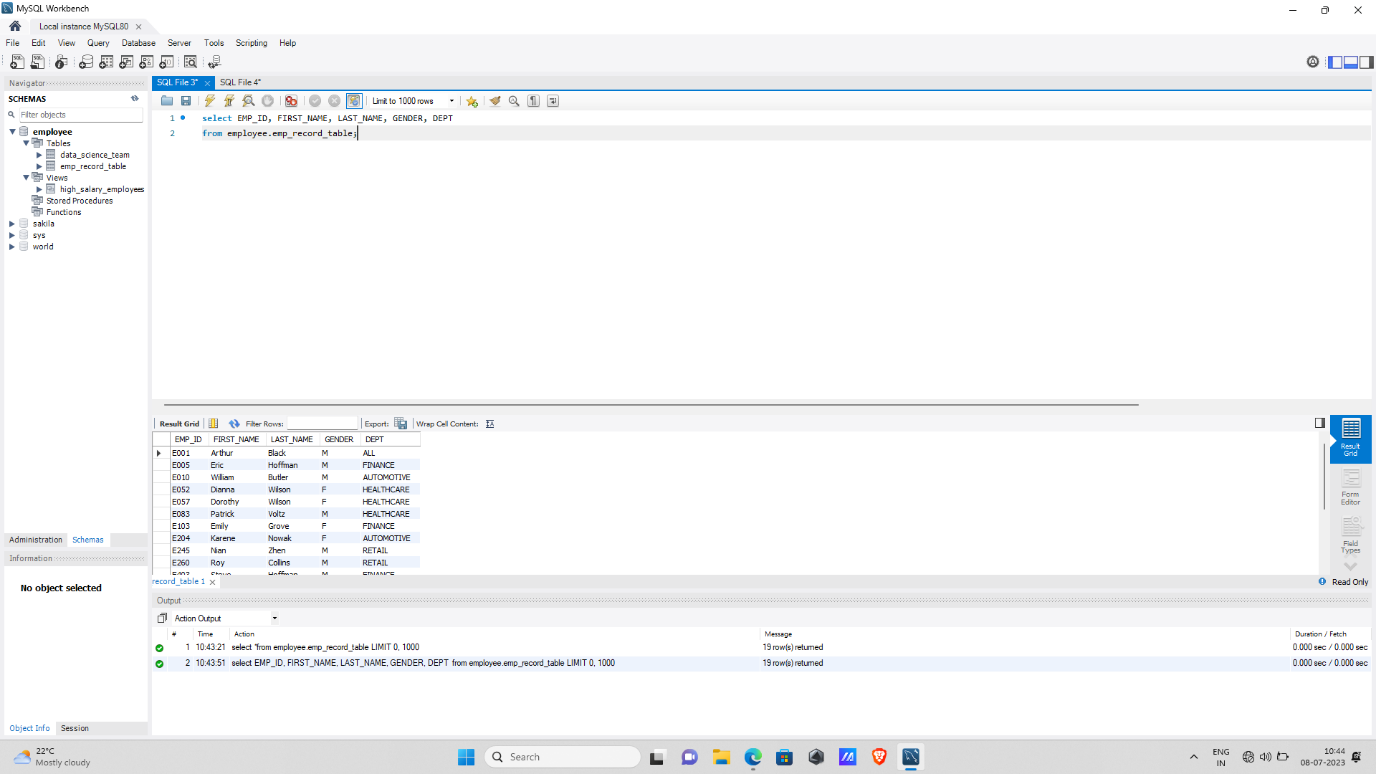 MySQL Workbench
Local instance MySQL80
File Edit View Query Database Server Tools Scripting Help
Navigator
SCHEMAS
Filter objects
employee
Tables
data_science_team
emp_record_table
Views
high_salary_employees
Stored Procedures
Functions
sakila
sys
world
Administration Schemas
Information
No object selected
Object Info Session
SQL File 3* SQL File 4*
Limit to 1000 rows
1 select EMP_ID, FIRST_NAME, LAST_NAME, GENDER, DEPT
2 from employee.emp_record_table;
Result Grid Filter Rows: Export: Wrap Cell Content:
EMP_ID FIRST_NAME LAST_NAME GENDER DEPT
E001 Arthur Black M ALL
E005 Eric Hoffman M FINANCE
E010 William Butler M AUTOMOTIVE
E052 Dianna Wilson F HEALTHCARE
E057 Dorothy Wilson F HEALTHCARE
E083 Patrick Voltz M HEALTHCARE
E103 Emily Grove F FINANCE
E204 Karene Nowak F AUTOMOTIVE
E245 Nian Zhen M RETAIL
E260 Roy Collins M RETAIL
Result
Grid
Form
Editor
Field
Types
record_table 1
Read Only
Output
Action Output
# Time Action Message Duration / Fetch
1 10:43:21 select *from employee.emp_record_table LIMIT 0, 1000 19 row(s) returned 0.000 sec / 0.000 sec
2 10:43:51 select EMP_ID, FIRST_NAME, LAST_NAME, GENDER, DEPT from employee.emp_record_table LIMIT 0, 1000 19 row(s) returned 0.000 sec / 0.000 sec
22°C
Mostly cloudy
Search
ENG
IN
10:44
08-07-2023